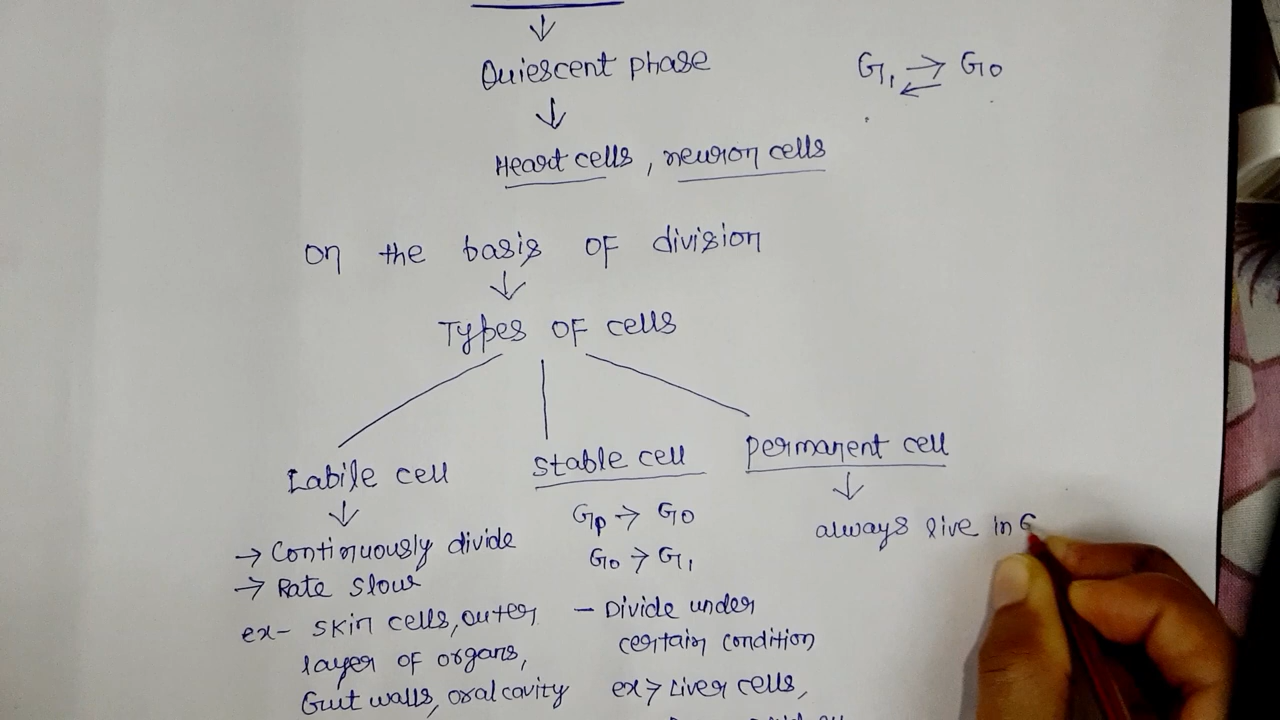 Quiescent phase
G1 ⇄ G0
Heart cells, neuron cells
on the basis of division
Types of cells
Labile cell
→ Continuously divide
→ Rate slow
ex- skin cells, outer
layer of organs,
Gut walls, oral cavity
Stable cell
Gp → G0
G0 → G1
- Divide under
certain condition
ex → Liver cells,
permanent cell
always live in G